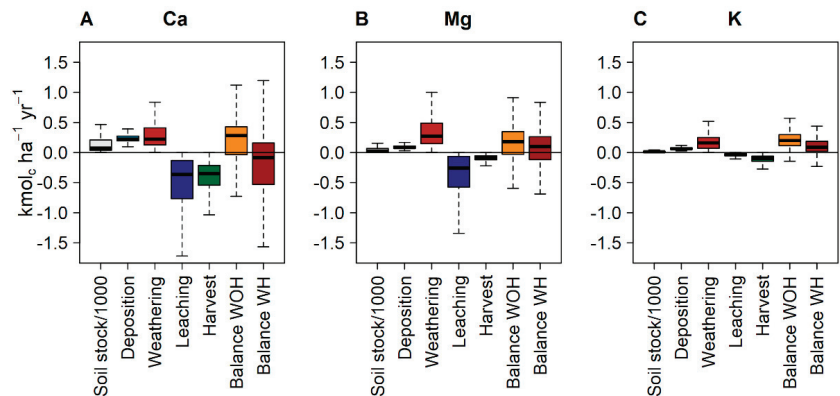 A Ca
B Mg
C K
kmolc ha−1 yr−1
1.5
1.0
0.5
0.0
-0.5
-1.0
-1.5
Soil stock/1000
Deposition
Weathering
Leaching
Harvest
Balance WOH
Balance WH
1.5
1.0
0.5
0.0
-0.5
-1.0
-1.5
Soil stock/1000
Deposition
Weathering
Leaching
Harvest
Balance WOH
Balance WH
1.5
1.0
0.5
0.0
-0.5
-1.0
-1.5
Soil stock/1000
Deposition
Weathering
Leaching
Harvest
Balance WOH
Balance WH